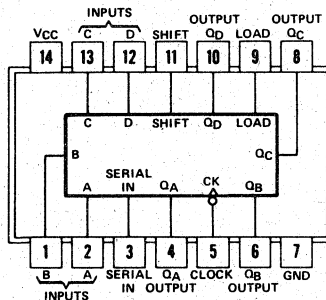 INPUTS OUTPUT OUTPUT
VCC C D SHIFT QD LOAD QC
14 13 12 11 10 9 8
C D SHIFT QD LOAD
B QC
SERIAL
A IN QA CK QB
1 2 3 4 5 6 7
B A SERIAL QA CLOCK QB GND
INPUTS IN OUTPUT OUTPUT